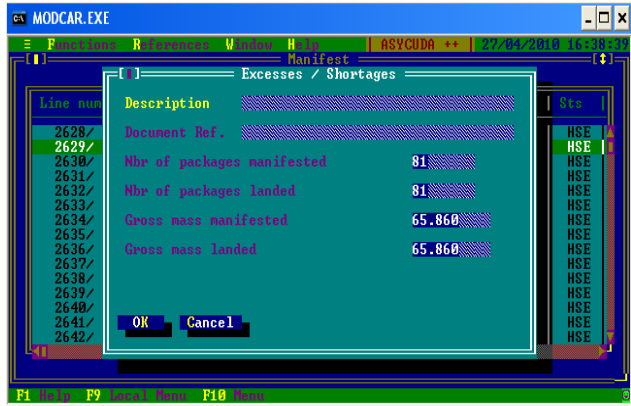 MODCAR.EXE
≡ Functions References Window Help | ASYCUDA ++ | 27/04/2010 16:38:39
Manifest
Excesses / Shortages
Line num Sts
Description
Document Ref.
Nbr of packages manifested 81
Nbr of packages landed 81
Gross mass manifested 65.860
Gross mass landed 65.860
2628/ HSE
2629/ HSE
2630/ HSE
2631/ HSE
2632/ HSE
2633/ HSE
2634/ HSE
2635/ HSE
2636/ HSE
2637/ HSE
2638/ HSE
2639/ HSE
2640/ HSE
2641/ HSE
2642/ HSE
OK Cancel
F1 Help F9 Local Menu F10 Menu